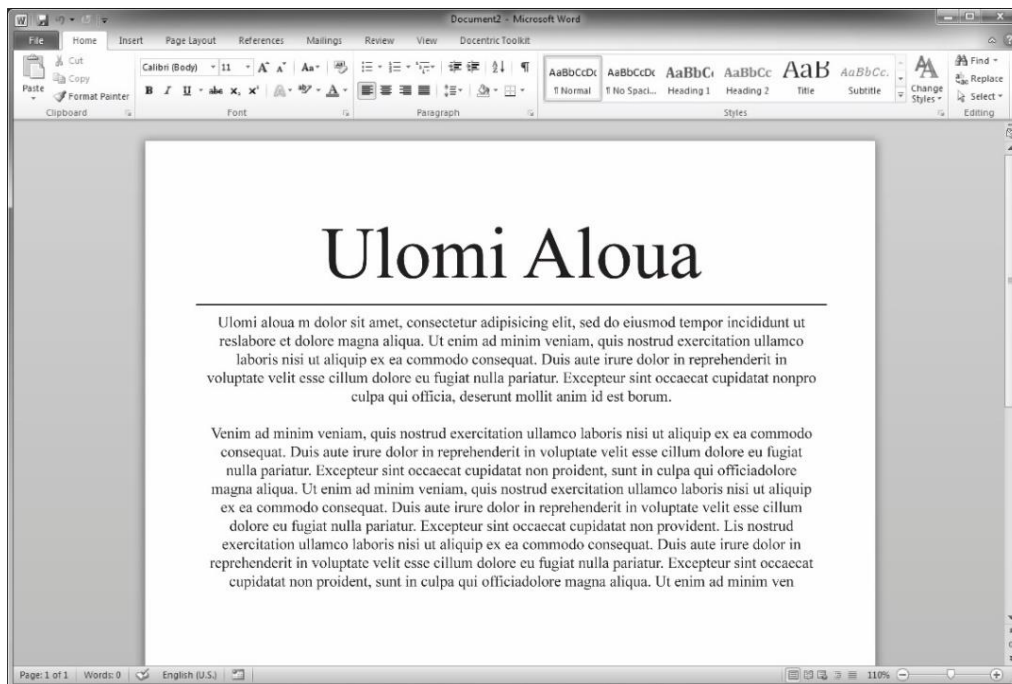 Document2 - Microsoft Word
File Home Insert Page Layout References Mailings Review View Docentric Toolkit
Paste
Cut
Copy
Format Painter
Clipboard
Calibri (Body) 11
Font
Paragraph
AaBbCcDc AaBbCcDc AaBbC AaBbCc AaB AaBbCc.
¶ Normal ¶ No Spaci... Heading 1 Heading 2 Title Subtitle
Change
Styles
Styles
Find
Replace
Select
Editing
Ulomi Aloua
Ulomi aloua m dolor sit amet, consectetur adipisicing elit, sed do eiusmod tempor incididunt ut
reslabore et dolore magna aliqua. Ut enim ad minim veniam, quis nostrud exercitation ullamco
laboris nisi ut aliquip ex ea commodo consequat. Duis aute irure dolor in reprehenderit in
voluptate velit esse cillum dolore eu fugiat nulla pariatur. Excepteur sint occaecat cupidatat nonpro
culpa qui officia, deserunt mollit anim id est borum.
Venim ad minim veniam, quis nostrud exercitation ullamco laboris nisi ut aliquip ex ea commodo
consequat. Duis aute irure dolor in reprehenderit in voluptate velit esse cillum dolore eu fugiat
nulla pariatur. Excepteur sint occaecat cupidatat non proident, sunt in culpa qui officiadolore
magna aliqua. Ut enim ad minim veniam, quis nostrud exercitation ullamco laboris nisi ut aliquip
ex ea commodo consequat. Duis aute irure dolor in reprehenderit in voluptate velit esse cillum
dolore eu fugiat nulla pariatur. Excepteur sint occaecat cupidatat non provident. Lis nostrud
exercitation ullamco laboris nisi ut aliquip ex ea commodo consequat. Duis aute irure dolor in
reprehenderit in voluptate velit esse cillum dolore eu fugiat nulla pariatur. Excepteur sint occaecat
cupidatat non proident, sunt in culpa qui officiadolore magna aliqua. Ut enim ad minim ven
Page: 1 of 1 Words: 0 English (U.S.) 110%